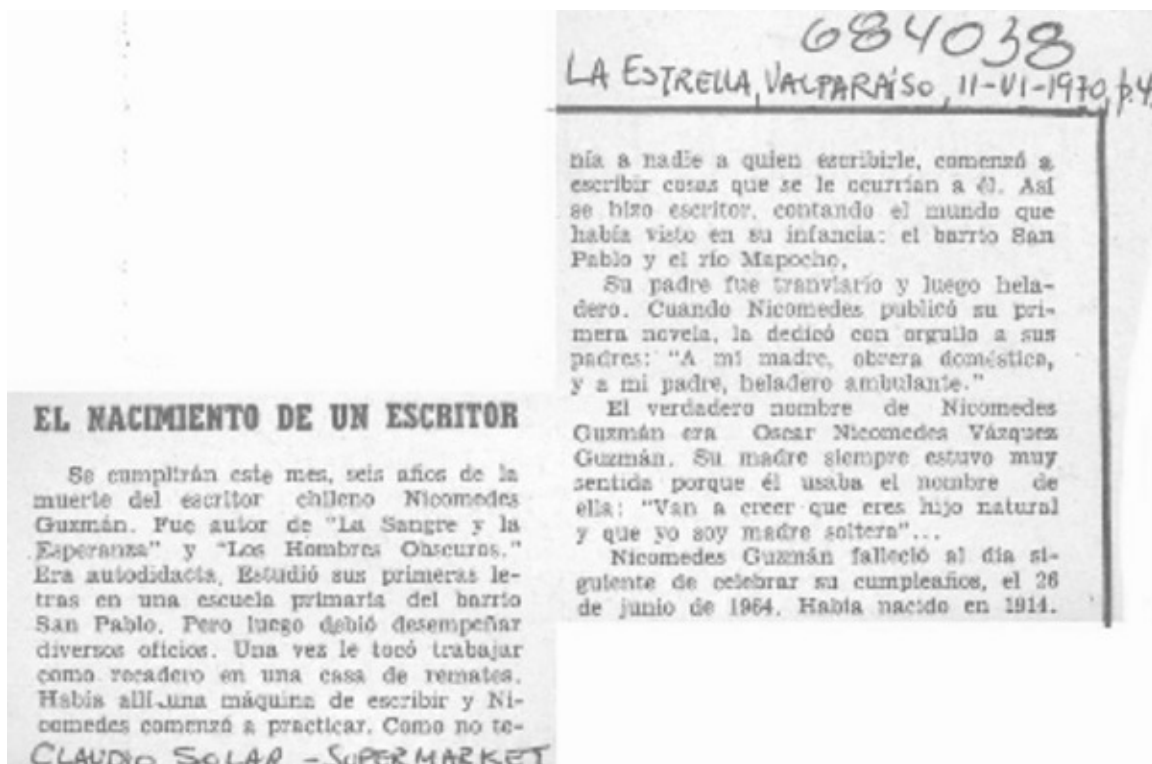 EL NACIMIENTO DE UN ESCRITOR
Se cumplirán este mes, seis años de la
muerte del escritor chileno Nicomedes
Guzmán. Fue autor de "La Sangre y la
Esperanza" y "Los Hombres Obscuros."
Era autodidacta. Estudió sus primeras le-
tras en una escuela primaria del barrio
San Pablo. Pero luego debió desempeñar
diversos oficios. Una vez le tocó trabajar
como recadero en una casa de remates.
Había allí una máquina de escribir y Ni-
comedes comenzó a practicar. Como no te-
CLAUDIO SOLAR - SUPERMARKET
684038
LA ESTRELLA, VALPARAÍSO, 11-VI-1970, p.4.
nía a nadie a quien escribirle, comenzó a
escribir cosas que se le ocurrían a él. Así
se hizo escritor, contando el mundo que
había visto en su infancia: el barrio San
Pablo y el río Mapocho.
Su padre fue tranviario y luego hela-
dero. Cuando Nicomedes publicó su pri-
mera novela, la dedicó con orgullo a sus
padres: "A mi madre, obrera doméstica,
y a mi padre, heladero ambulante."
El verdadero nombre de Nicomedes
Guzmán era Oscar Nicomedes Vázquez
Guzmán. Su madre siempre estuvo muy
sentida porque él usaba el nombre de
ella: "Van a creer que eres hijo natural
y que yo soy madre soltera"...
Nicomedes Guzmán falleció al día si-
guiente de celebrar su cumpleaños, el 26
de junio de 1964. Había nacido en 1914.